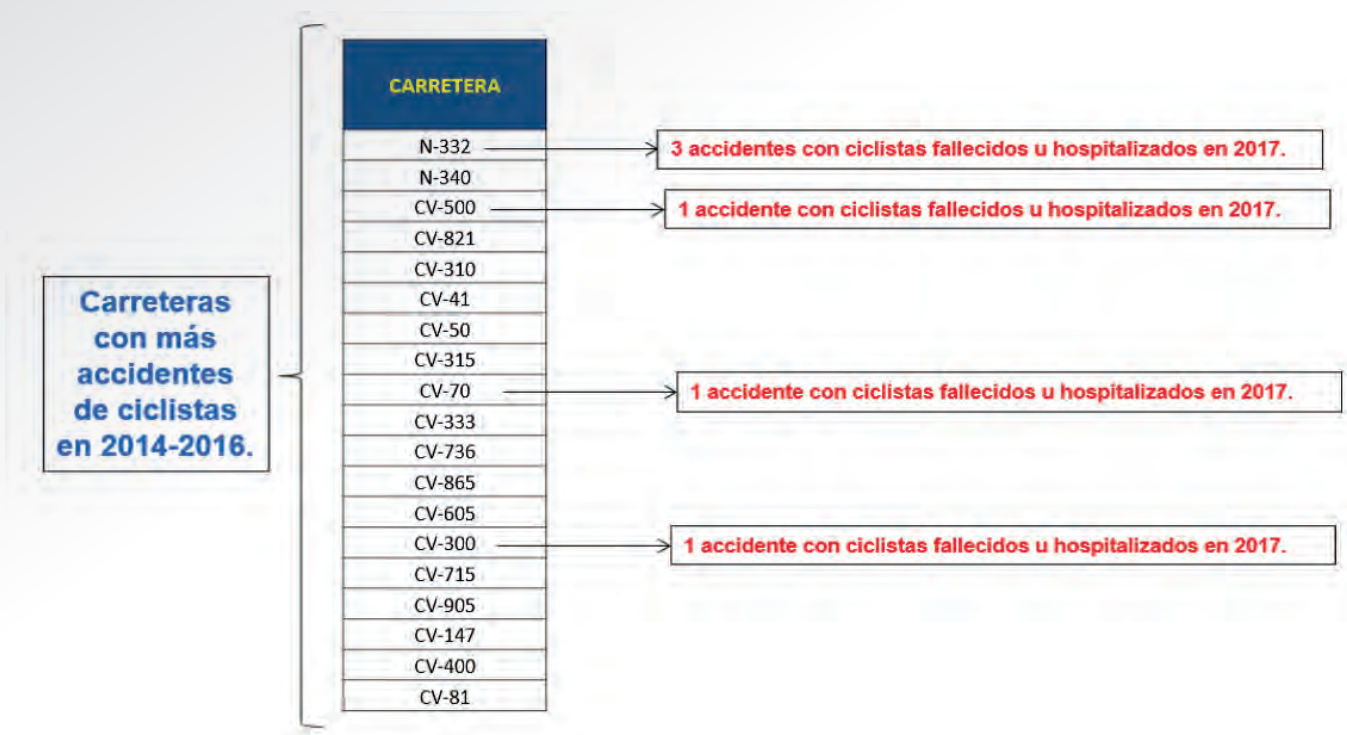 CARRETERA
N-332
3 accidentes con ciclistas fallecidos u hospitalizados en 2017.
N-340
CV-500
1 accidente con ciclistas fallecidos u hospitalizados en 2017.
CV-821
CV-310
CV-41
CV-50
CV-315
CV-70
1 accidente con ciclistas fallecidos u hospitalizados en 2017.
CV-333
CV-736
CV-865
CV-605
CV-300
1 accidente con ciclistas fallecidos u hospitalizados en 2017.
CV-715
CV-905
CV-147
CV-400
CV-81
Carreteras
con más
accidentes
de ciclistas
en 2014-2016.